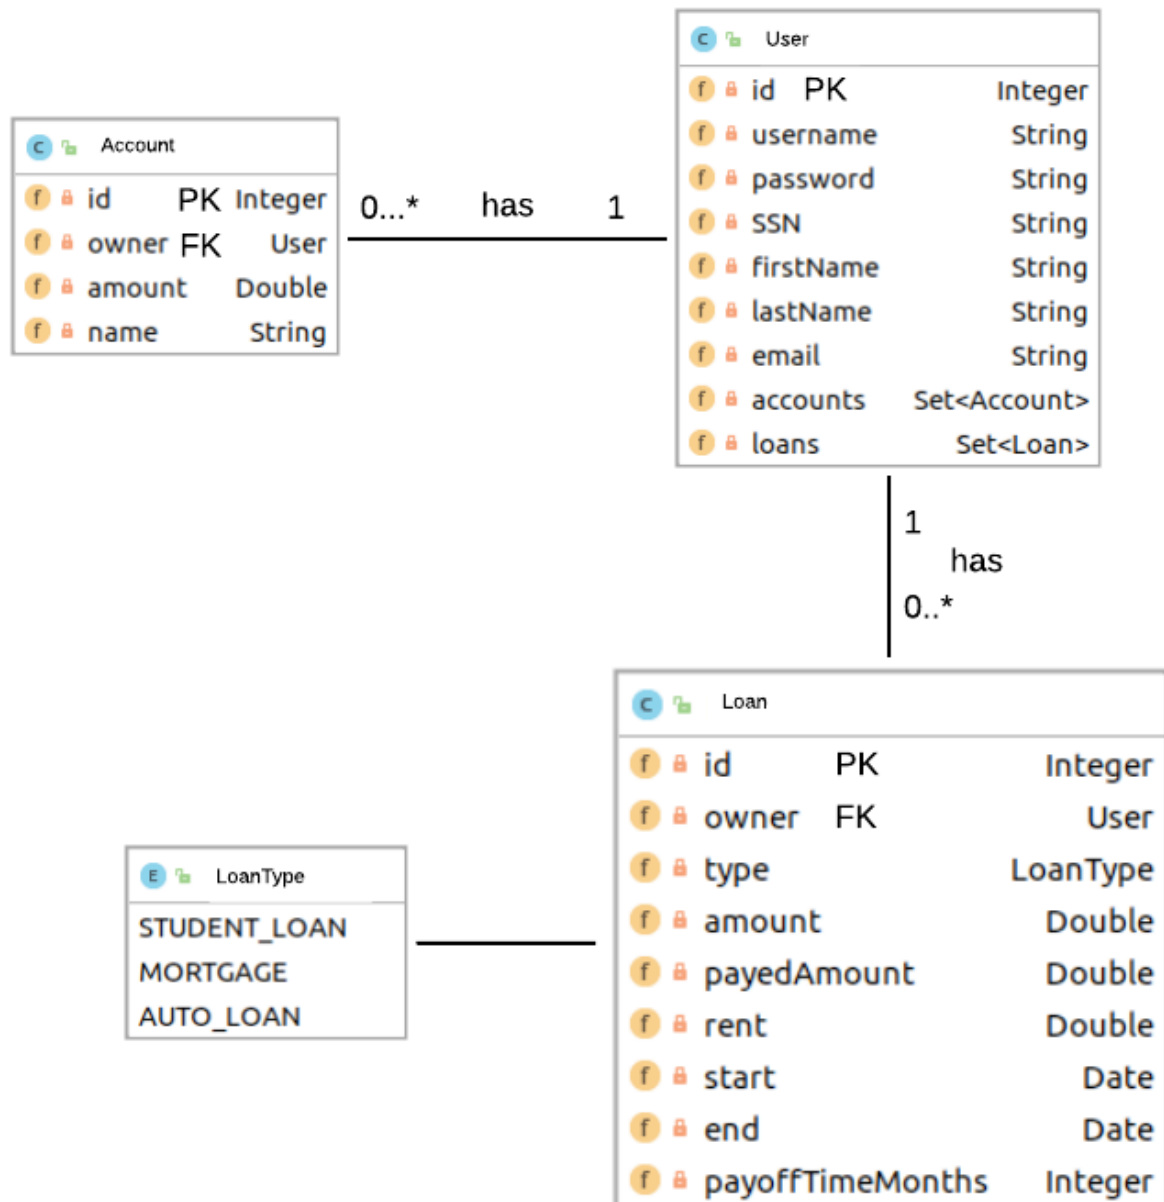 C User
f id PK Integer
f username String
f password String
f SSN String
f firstName String
f lastName String
f email String
f accounts Set<Account>
f loans Set<Loan>
C Account
f id PK Integer
f owner FK User
f amount Double
f name String
0...* has 1
1
has
0..*
C Loan
f id PK Integer
f owner FK User
f type LoanType
f amount Double
f payedAmount Double
f rent Double
f start Date
f end Date
f payoffTimeMonths Integer
E LoanType
STUDENT_LOAN
MORTGAGE
AUTO_LOAN